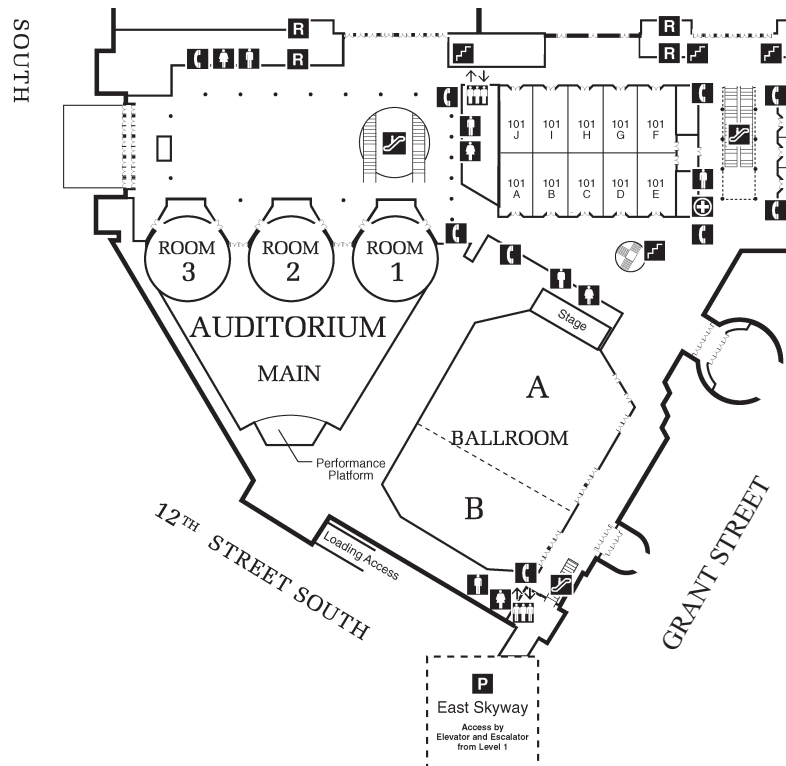 SOUTH
R
R
R
R
101
J
101
I
101
H
101
G
101
F
101
A
101
B
101
C
101
D
101
E
ROOM
3
ROOM
2
ROOM
1
AUDITORIUM
MAIN
Performance
Platform
Stage
A
BALLROOM
B
12TH STREET SOUTH
Loading Access
GRANT STREET
P
East Skyway
Access by
Elevator and Escalator
from Level 1